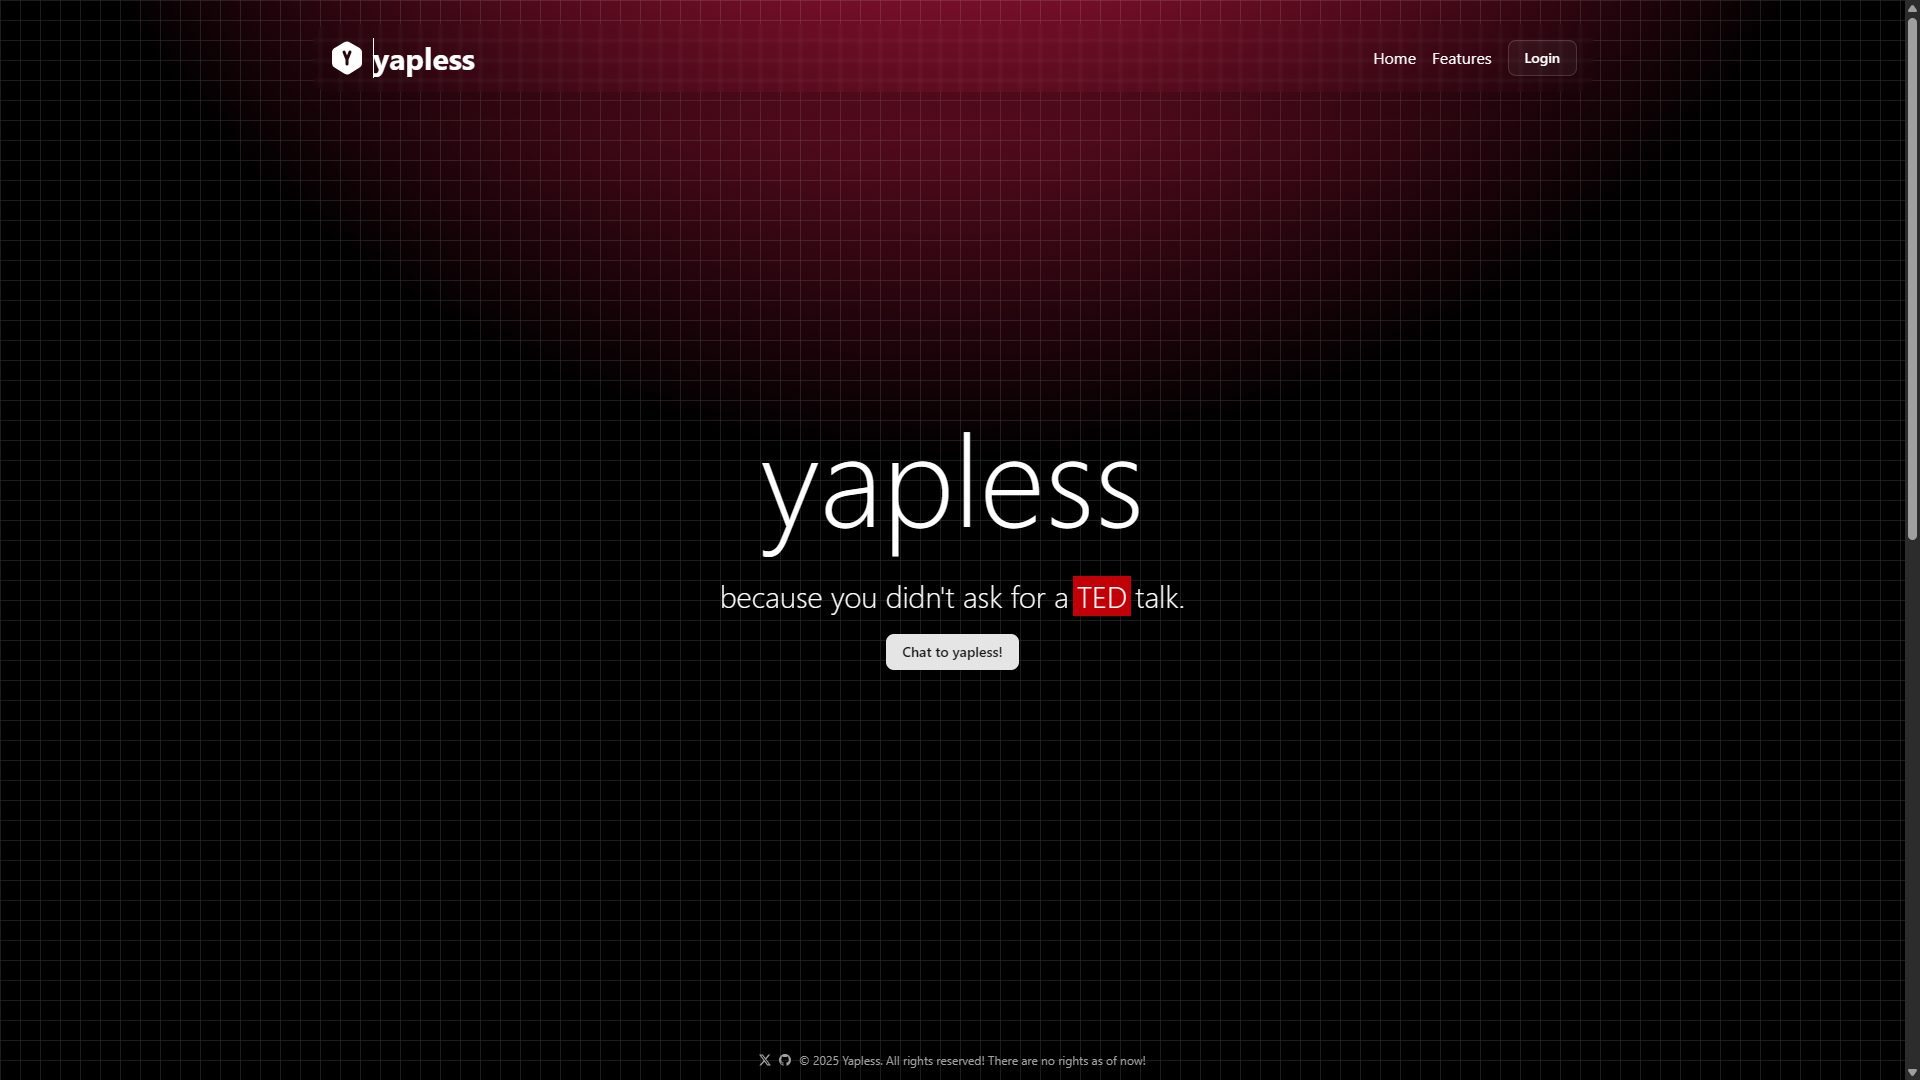 Y yapless
Home Features Login
yapless
because you didn't ask for a TED talk.
Chat to yapless!
© 2025 Yapless. All rights reserved! There are no rights as of now!